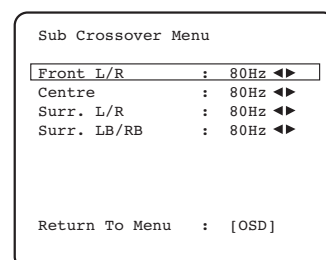 Sub Crossover Menu
Front L/R : 80Hz ◄►
Centre : 80Hz ◄►
Surr. L/R : 80Hz ◄►
Surr. LB/RB : 80Hz ◄►
Return To Menu : [OSD]